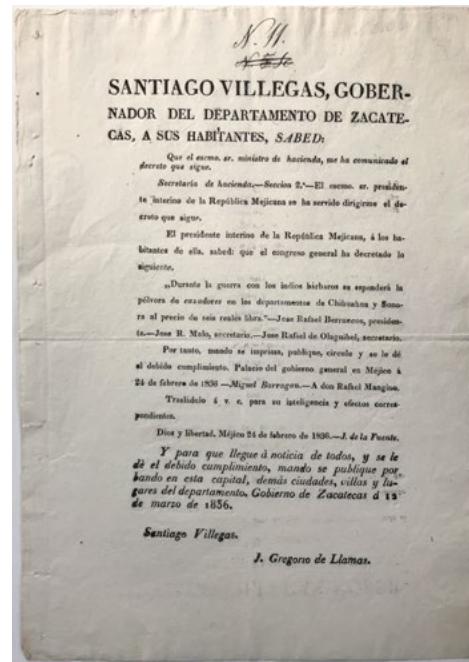 N. 11.
SANTIAGO VILLEGAS, GOBER-
NADOR DEL DEPARTAMENTO DE ZACATE-
CAS, A SUS HABITANTES, SABED:
Que el escmo. sr. ministro de hacienda, me ha comunicado el
decreto que sigue.
Secretaria de hacienda.—Seccion 2.ª—El escmo. sr. presiden-
te interino de la República Mejicana se ha servido dirigirme el de-
creto que sigue.
El presidente interino de la República Mejicana, á los ha-
bitantes de ella, sabed: que el congreso general ha decretado lo
siguiente.
„Durante la guerra con los indios bárbaros se espenderá la
pólvora de cazadores en los departamentos de Chihuahua y Sono-
ra al precio de seis reales libra."—Jose Rafael Berruecos, presiden-
te.—Jose R. Malo, secretario.—Jose Rafael de Olaguibel, secretario.
Por tanto, mando se imprima, publique, circule y se le dé
el debido cumplimiento. Palacio del gobierno general en Méjico á
24 de febrero de 1836.—Miguel Barragan.—A don Rafael Mangino.
Trasládolo á v. e. para su inteligencia y efectos corres-
pondientes.
Dios y libertad. Méjico 24 de febrero de 1836.—J. de la Fuente.
Y para que llegue á noticia de todos, y se le
dé el debido cumplimiento, mando se publique por
bando en esta capital, demás ciudades, villas y lu-
gares del departamento. Gobierno de Zacatecas á 12
de marzo de 1836.
Santiago Villegas.
J. Gregorio de Llamas.